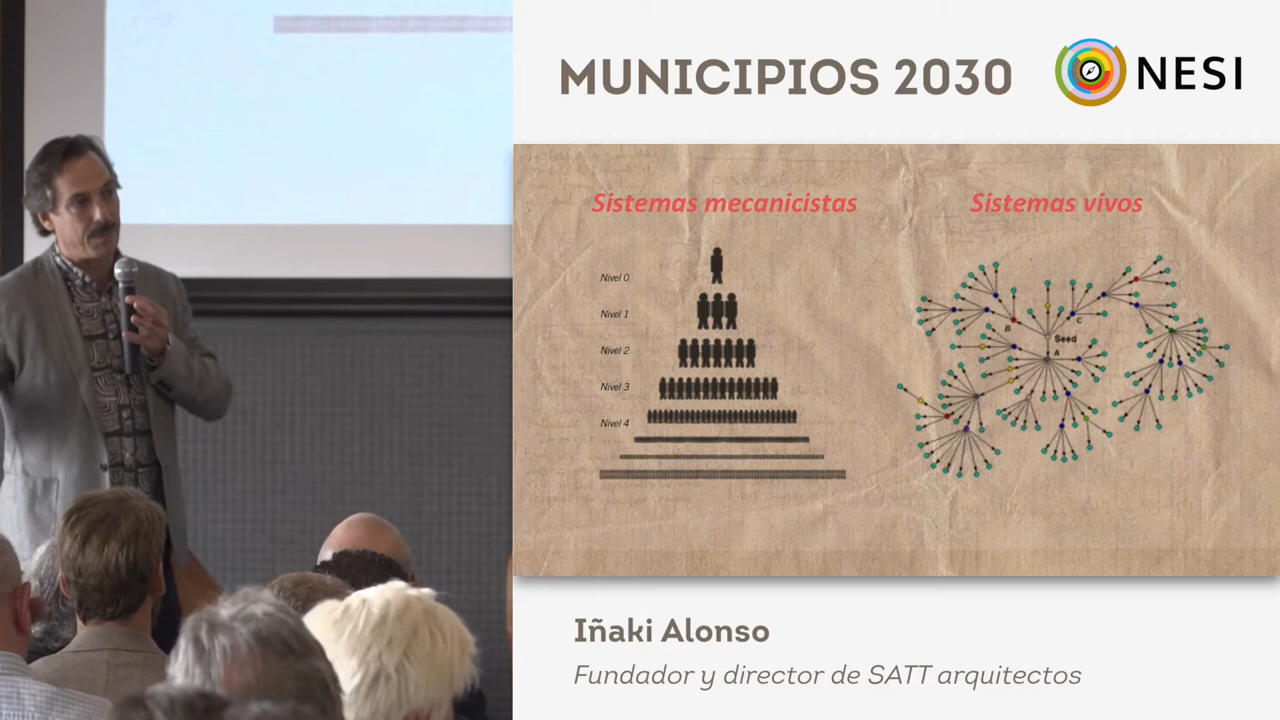 MUNICIPIOS 2030
NESI
Sistemas mecanicistas
Sistemas vivos
Nivel 0
Nivel 1
Nivel 2
Nivel 3
Nivel 4
B
C
Seed
A
Iñaki Alonso
Fundador y director de SATT arquitectos